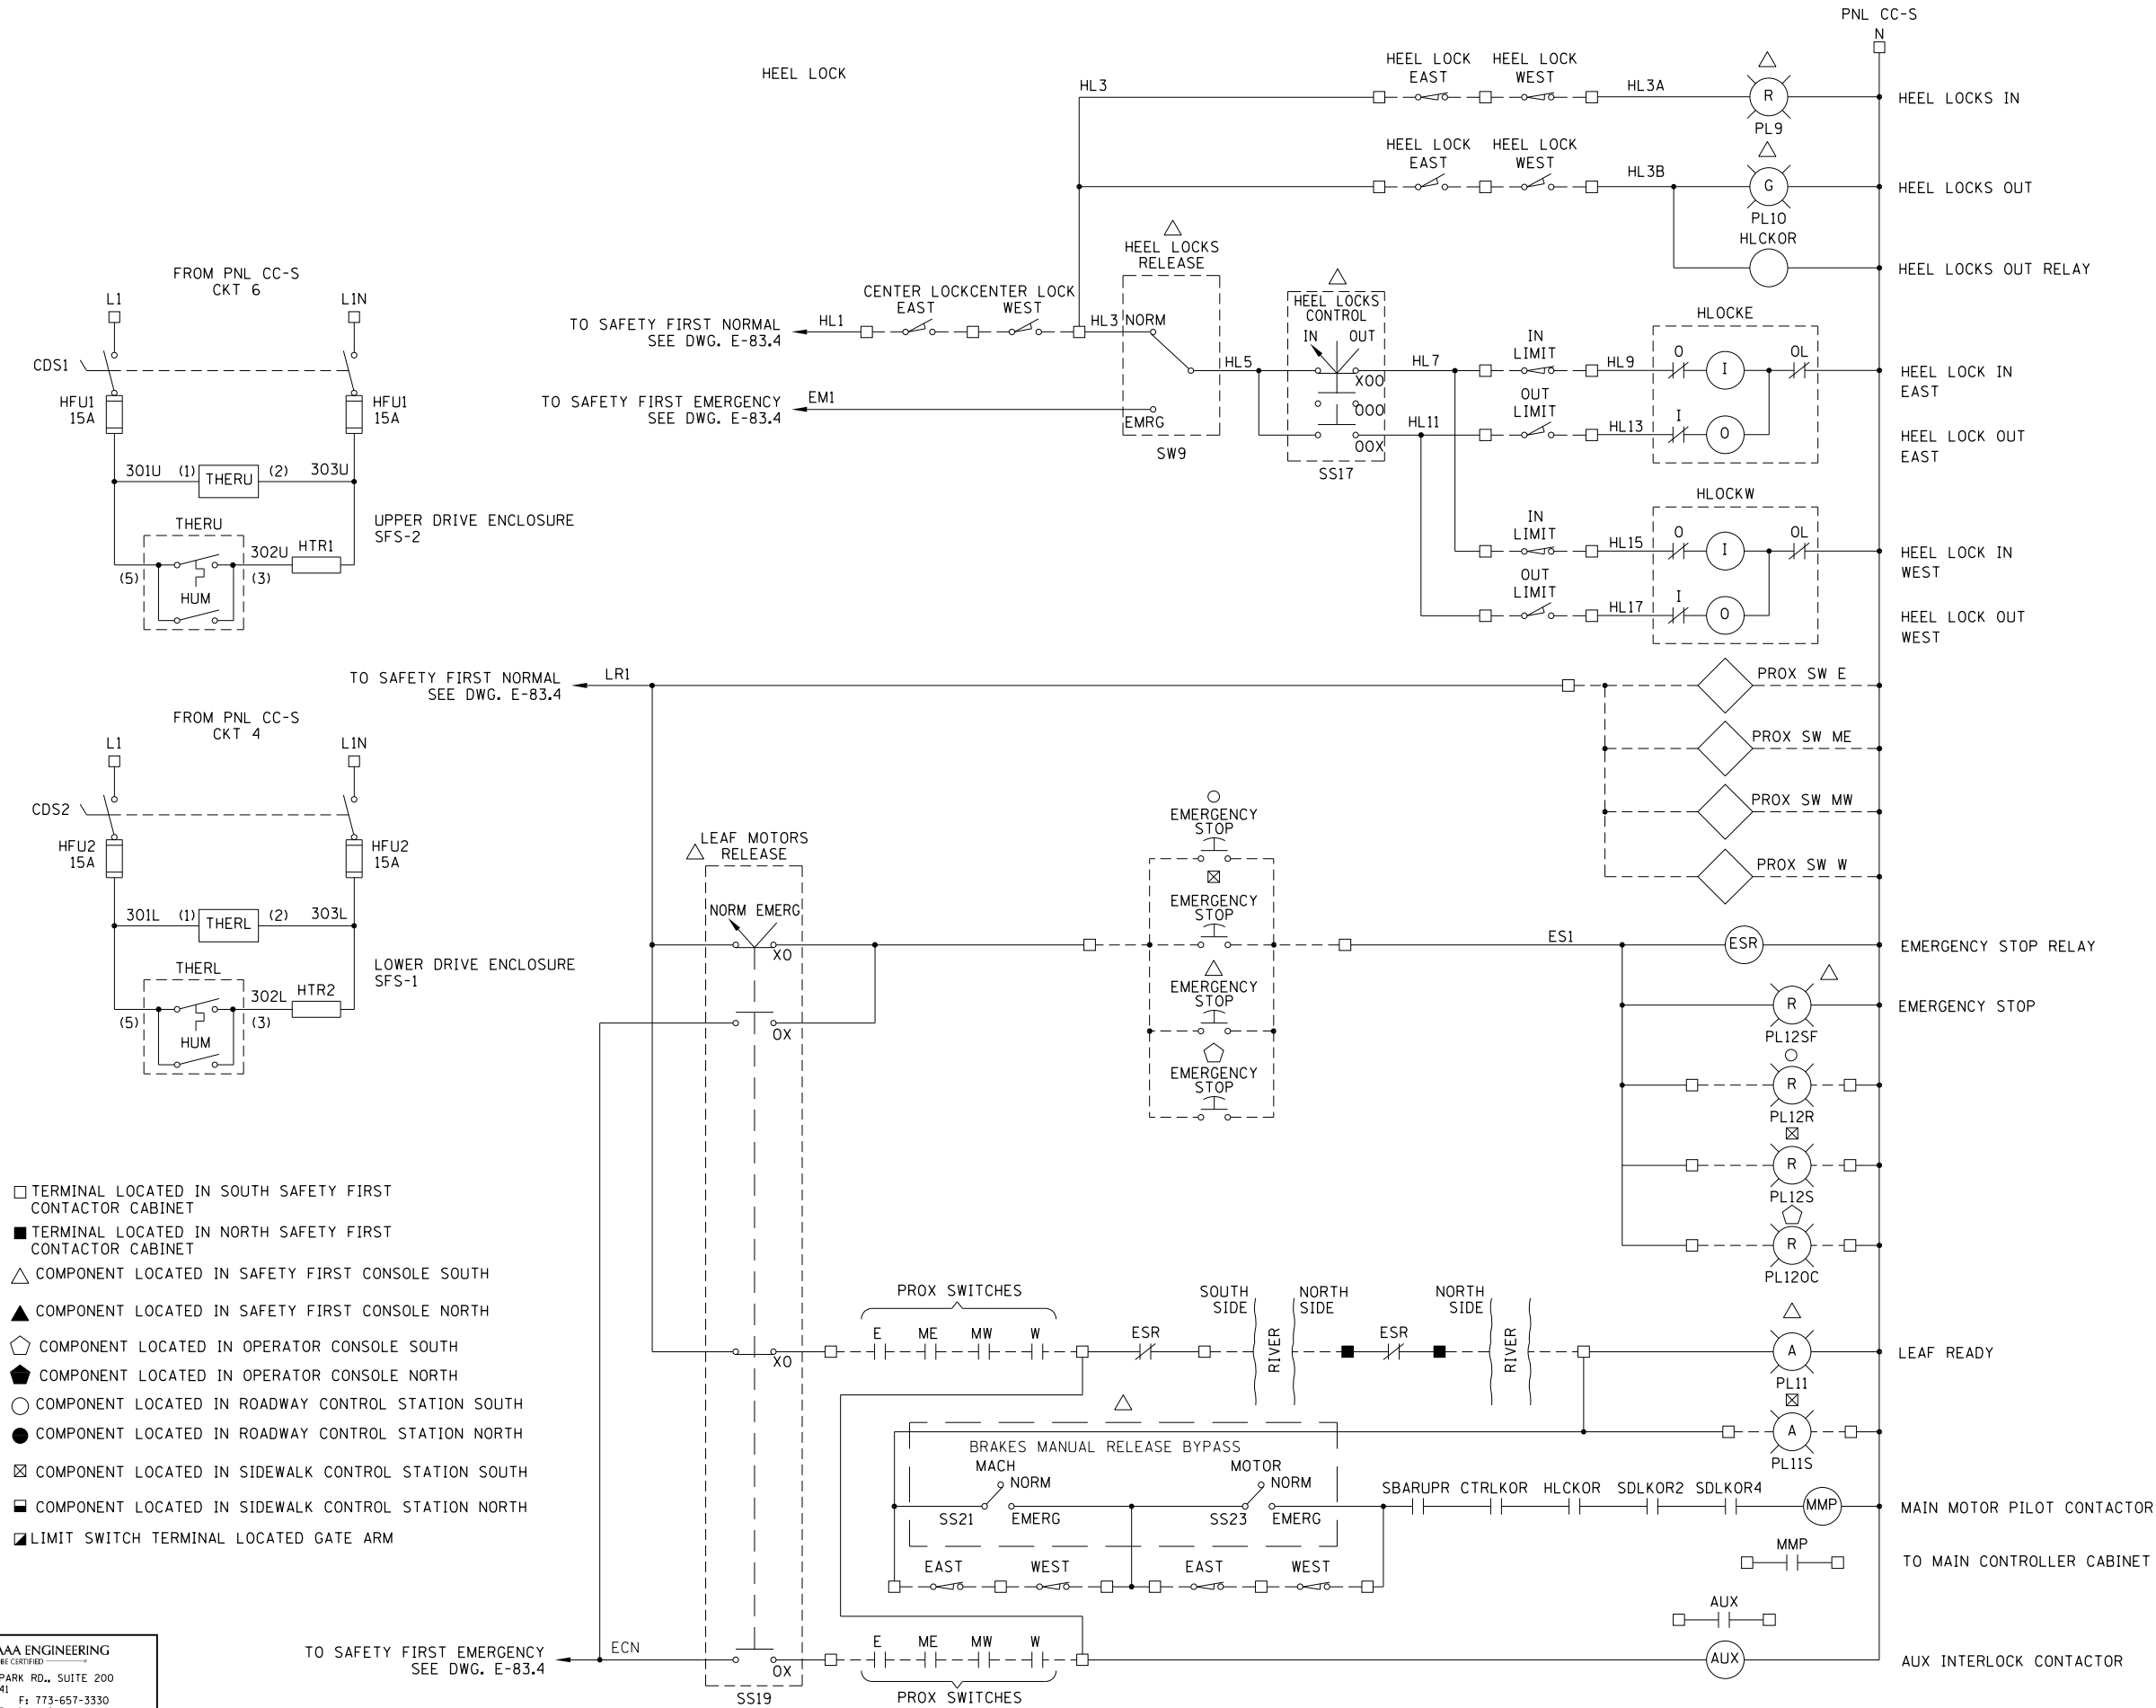 PNL CC-S
N
HEEL LOCK
HL3
HEEL LOCK
EAST
HEEL LOCK
WEST
HL3A
R
PL9
HEEL LOCKS IN
HEEL LOCK
EAST
HEEL LOCK
WEST
HL3B
G
PL10
HEEL LOCKS OUT
HLCKOR
HEEL LOCKS OUT RELAY
FROM PNL CC-S
CKT 6
L1
L1N
CDS1
HFU1
15A
HFU1
15A
301U
(1)
THERU
(2)
303U
THERU
302U
HTR1
(5)
(3)
HUM
UPPER DRIVE ENCLOSURE
SFS-2
TO SAFETY FIRST NORMAL
SEE DWG. E-83.4
HL1
CENTER LOCK
EAST
CENTER LOCK
WEST
HL3
HEEL LOCKS
RELEASE
NORM
EMRG
SW9
TO SAFETY FIRST EMERGENCY
SEE DWG. E-83.4
EM1
HL5
HEEL LOCKS
CONTROL
IN
OUT
XOO
OOO
OOX
SS17
HL7
HL11
IN
LIMIT
HL9
OUT
LIMIT
HL13
HLOCKE
O
I
OL
I
O
HEEL LOCK IN
EAST
HEEL LOCK OUT
EAST
IN
LIMIT
HL15
OUT
LIMIT
HL17
HLOCKW
O
I
OL
I
O
HEEL LOCK IN
WEST
HEEL LOCK OUT
WEST
TO SAFETY FIRST NORMAL
SEE DWG. E-83.4
LR1
PROX SW E
PROX SW ME
PROX SW MW
PROX SW W
FROM PNL CC-S
CKT 4
L1
L1N
CDS2
HFU2
15A
HFU2
15A
301L
(1)
THERL
(2)
303L
THERL
302L
HTR2
(5)
(3)
HUM
LOWER DRIVE ENCLOSURE
SFS-1
LEAF MOTORS
RELEASE
NORM
EMERG
XO
OX
EMERGENCY
STOP
EMERGENCY
STOP
EMERGENCY
STOP
EMERGENCY
STOP
ES1
ESR
EMERGENCY STOP RELAY
R
PL12SF
EMERGENCY STOP
R
PL12R
R
PL12S
R
PL12OC
TERMINAL LOCATED IN SOUTH SAFETY FIRST
CONTACTOR CABINET
TERMINAL LOCATED IN NORTH SAFETY FIRST
CONTACTOR CABINET
COMPONENT LOCATED IN SAFETY FIRST CONSOLE SOUTH
COMPONENT LOCATED IN SAFETY FIRST CONSOLE NORTH
COMPONENT LOCATED IN OPERATOR CONSOLE SOUTH
COMPONENT LOCATED IN OPERATOR CONSOLE NORTH
COMPONENT LOCATED IN ROADWAY CONTROL STATION SOUTH
COMPONENT LOCATED IN ROADWAY CONTROL STATION NORTH
COMPONENT LOCATED IN SIDEWALK CONTROL STATION SOUTH
COMPONENT LOCATED IN SIDEWALK CONTROL STATION NORTH
LIMIT SWITCH TERMINAL LOCATED GATE ARM
XO
PROX SWITCHES
E
ME
MW
W
ESR
SOUTH
SIDE
RIVER
NORTH
SIDE
ESR
NORTH
SIDE
RIVER
A
PL11
LEAF READY
A
PL11S
BRAKES MANUAL RELEASE BYPASS
MACH
NORM
SS21
EMERG
MOTOR
NORM
SS23
EMERG
SBARUPR
CTRLKOR
HLCKOR
SDLKOR2
SDLKOR4
MMP
MAIN MOTOR PILOT CONTACTOR
EAST
WEST
EAST
WEST
MMP
TO MAIN CONTROLLER CABINET
AUX
TO SAFETY FIRST EMERGENCY
SEE DWG. E-83.4
ECN
OX
SS19
E
ME
MW
W
PROX SWITCHES
AUX
AUX INTERLOCK CONTACTOR
AAA ENGINEERING
BE CERTIFIED
PARK RD., SUITE 200
41
F: 773-657-3330